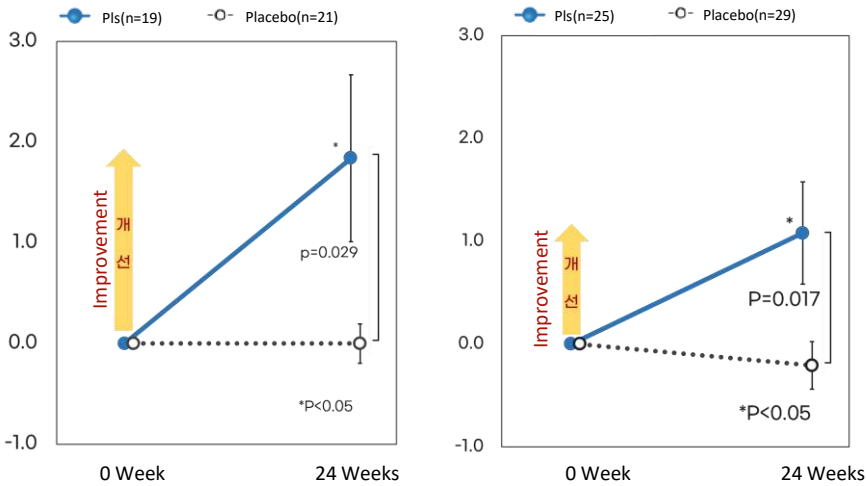 Pls(n=19) Placebo(n=21)
3.0
2.0
1.0
0.0
-1.0
Improvement
개
선
*
p=0.029
*P<0.05
0 Week 24 Weeks
Pls(n=25) Placebo(n=29)
3.0
2.0
1.0
0.0
-1.0
Improvement
개
선
*
P=0.017
*P<0.05
0 Week 24 Weeks